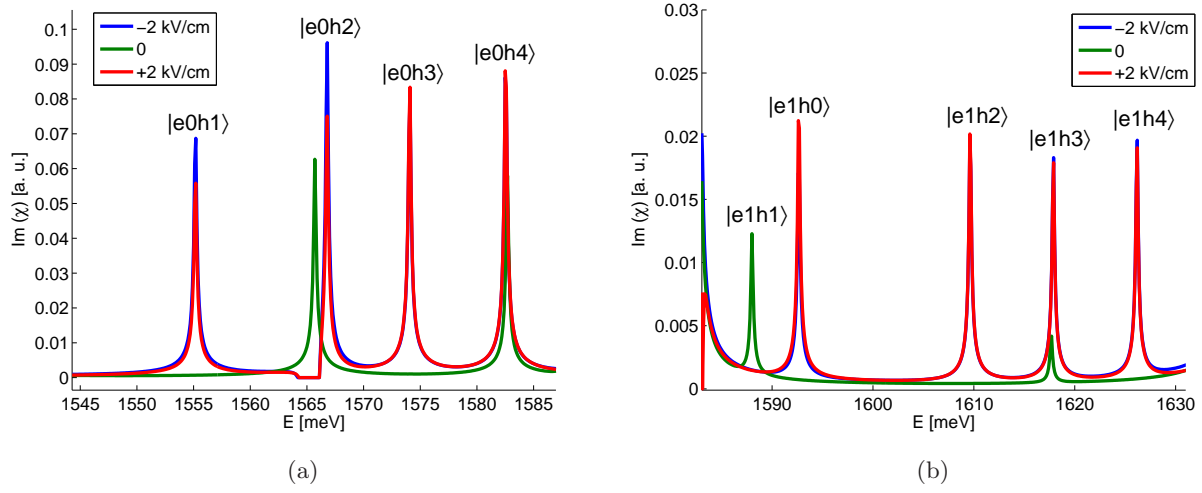 −2 kV/cm
0
+2 kV/cm
|e0h1⟩
|e0h2⟩
|e0h3⟩
|e0h4⟩
0.1
0.09
0.08
0.07
0.06
0.05
0.04
0.03
0.02
0.01
0
Im (χ) [a. u.]
1545 1550 1555 1560 1565 1570 1575 1580 1585
E [meV]
(a)
−2 kV/cm
0
+2 kV/cm
|e1h1⟩
|e1h0⟩
|e1h2⟩
|e1h3⟩
|e1h4⟩
0.03
0.025
0.02
0.015
0.01
0.005
0
Im (χ) [a. u.]
1590 1600 1610 1620 1630
E [meV]
(b)